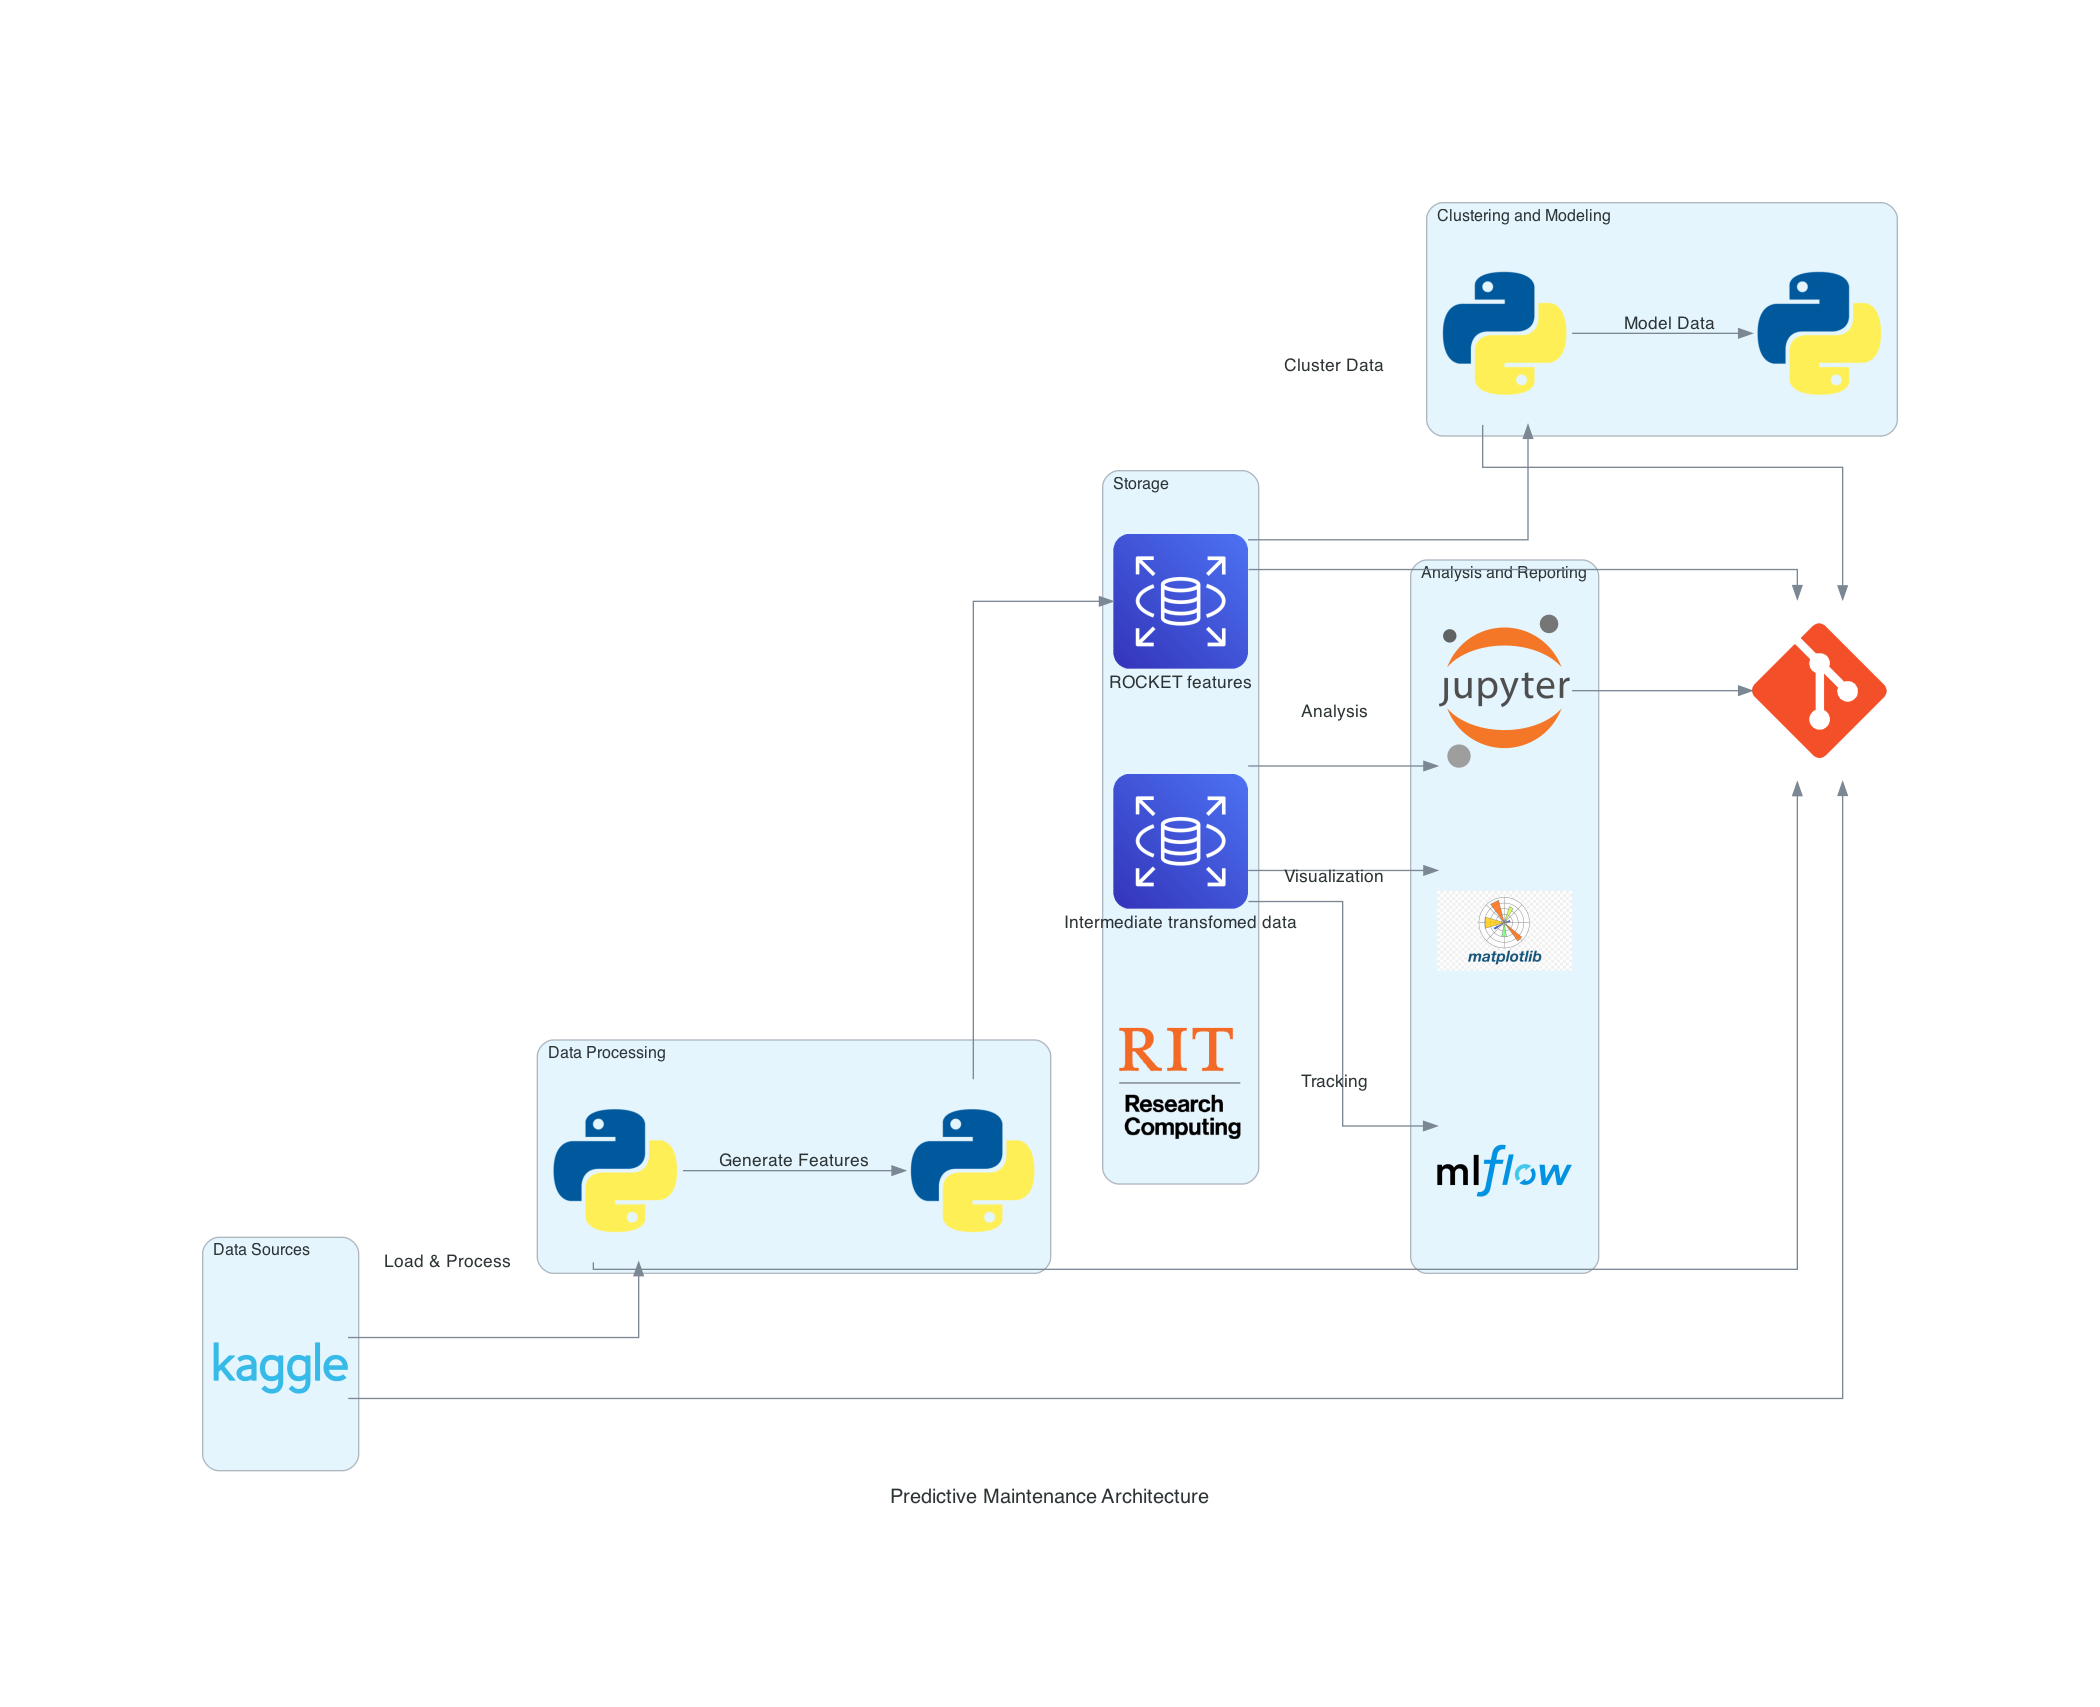 Clustering and Modeling
Model Data
Cluster Data
Storage
ROCKET features
Analysis and Reporting
jupyter
Analysis
Visualization
Intermediate transfomed data
matplotlib
RIT
Research
Computing
Tracking
mlflow
Data Processing
Generate Features
Data Sources
Load & Process
kaggle
Predictive Maintenance Architecture